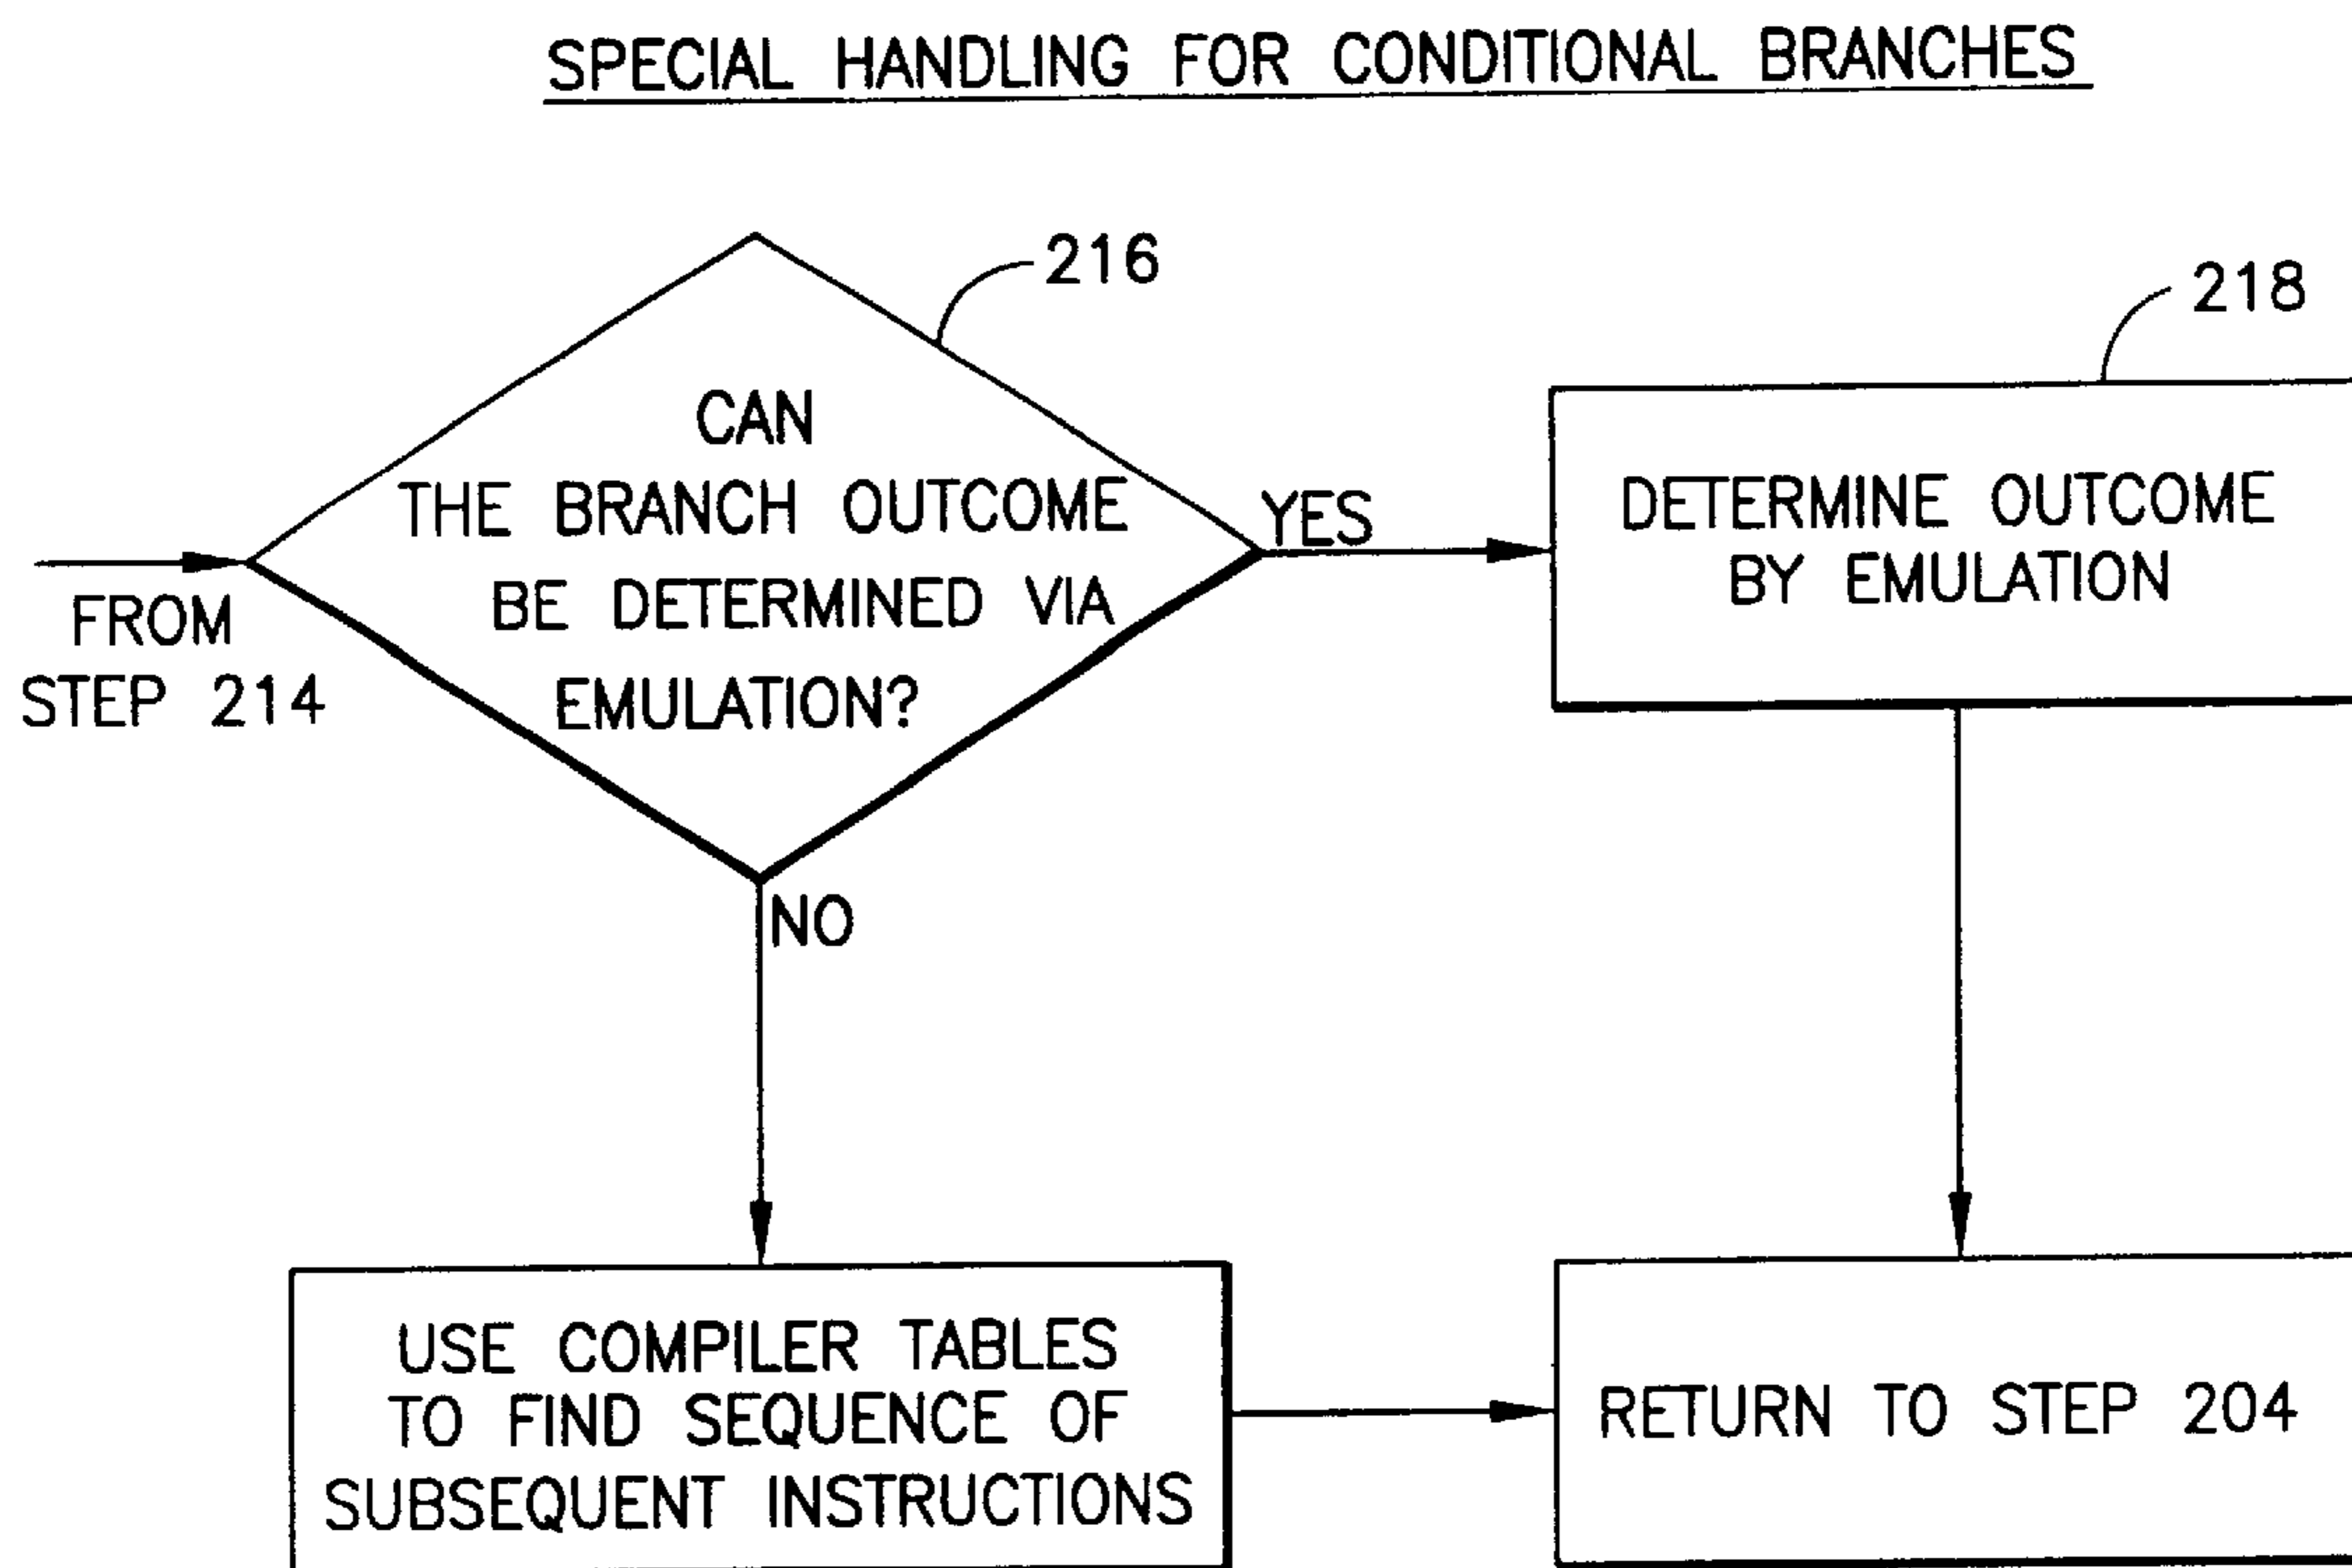 SPECIAL HANDLING FOR CONDITIONAL BRANCHES
216
218
CAN
THE BRANCH OUTCOME
BE DETERMINED VIA
EMULATION?
YES
DETERMINE OUTCOME
BY EMULATION
FROM
STEP 214
NO
USE COMPILER TABLES
TO FIND SEQUENCE OF
SUBSEQUENT INSTRUCTIONS
RETURN TO STEP 204